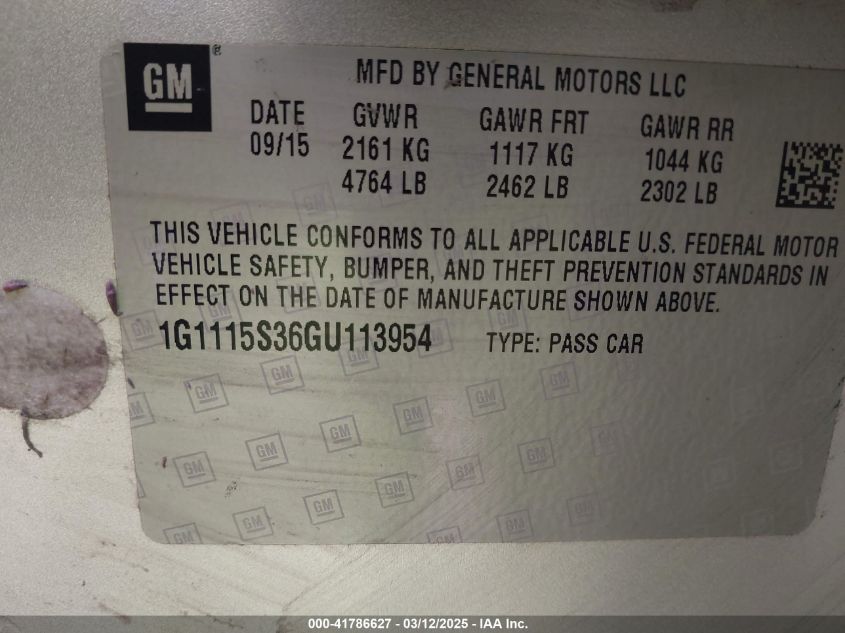 GM®
MFD BY GENERAL MOTORS LLC
DATE GVWR GAWR FRT GAWR RR
09/15 2161 KG 1117 KG 1044 KG
4764 LB 2462 LB 2302 LB
THIS VEHICLE CONFORMS TO ALL APPLICABLE U.S. FEDERAL MOTOR
VEHICLE SAFETY, BUMPER, AND THEFT PREVENTION STANDARDS IN
EFFECT ON THE DATE OF MANUFACTURE SHOWN ABOVE.
1G1115S36GU113954 TYPE: PASS CAR
000-41786627 - 03/12/2025 - IAA Inc.